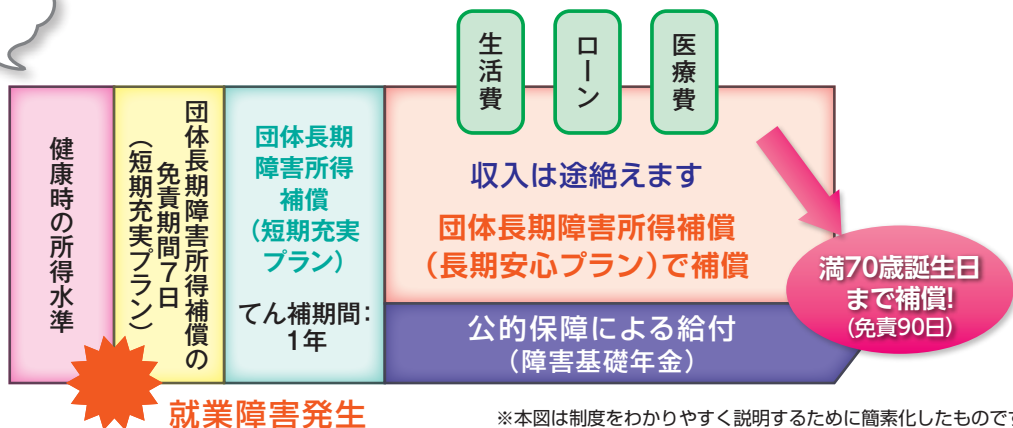 生活費
ローン
医療費
健康時の所得水準
団体長期障害所得補償の
免責期間7日
（短期充実プラン）
団体長期
障害所得
補償
（短期充実
プラン）
てん補期間：
1年
収入は途絶えます
団体長期障害所得補償
（長期安心プラン）で補償
満70歳誕生日
まで補償！
（免責90日）
公的保障による給付
（障害基礎年金）
就業障害発生
※本図は制度をわかりやすく説明するために簡素化したものです